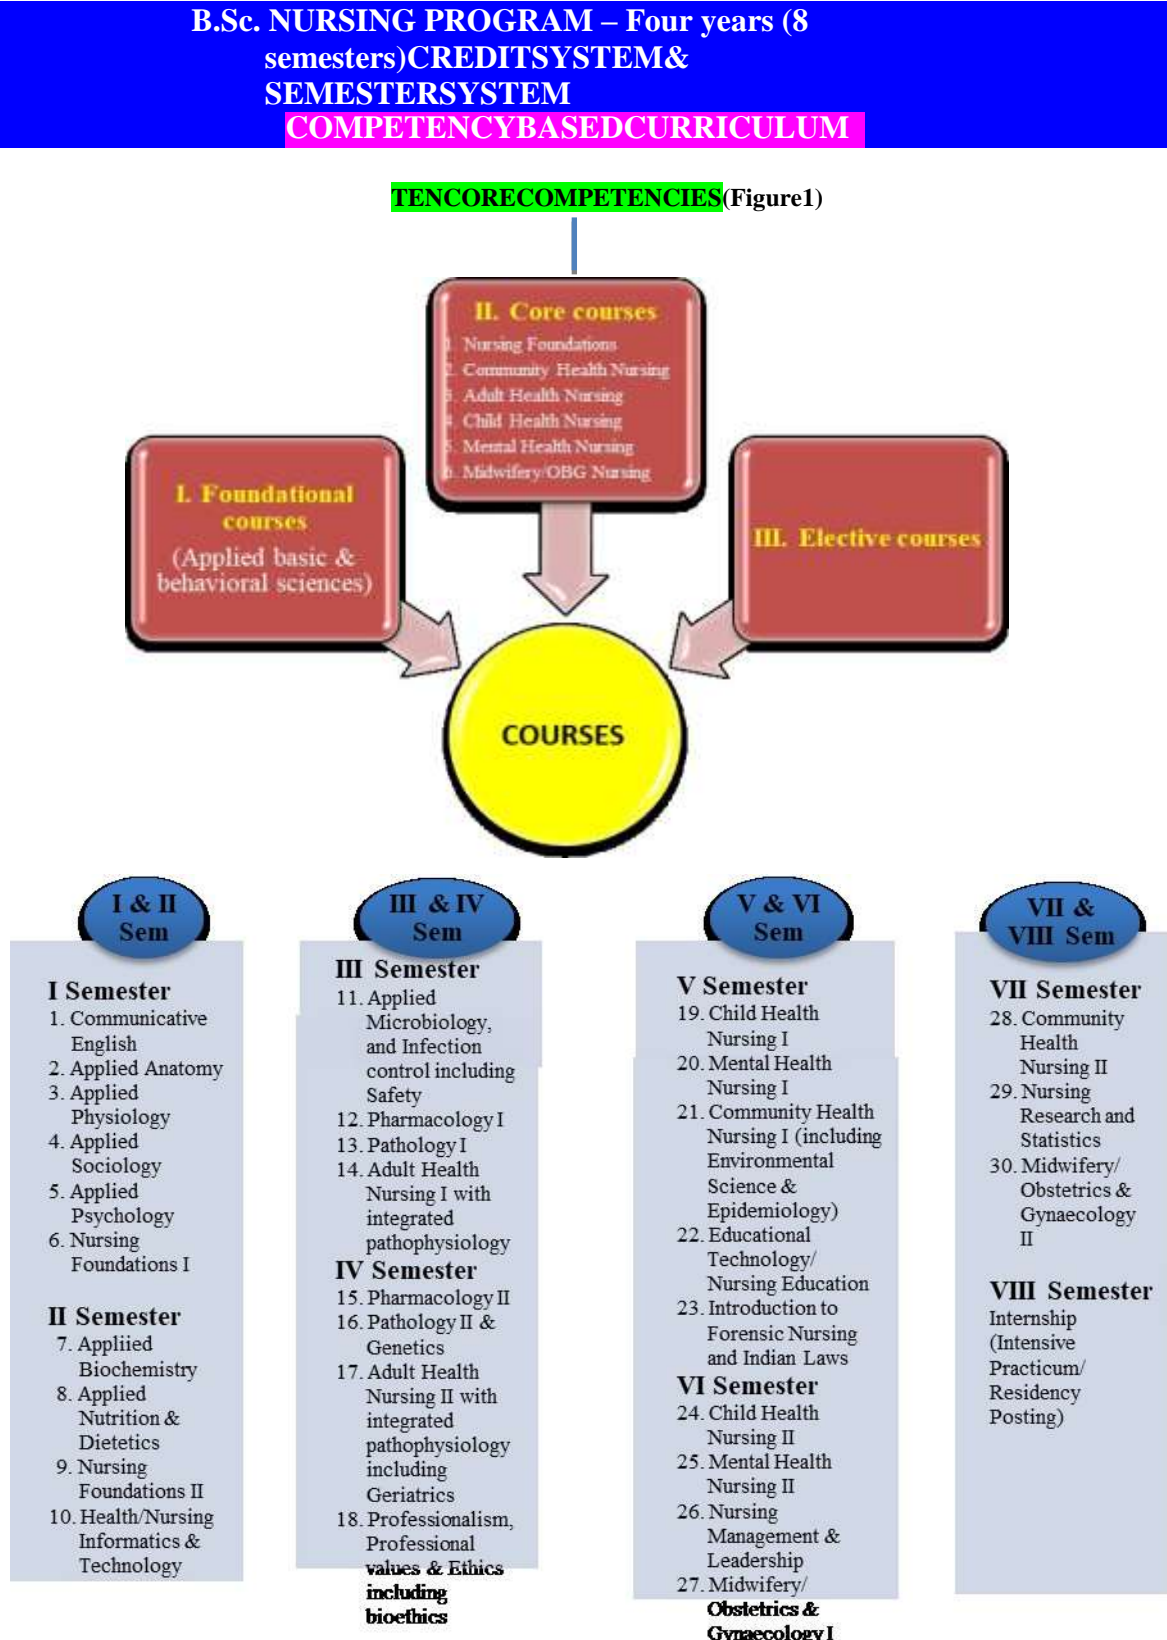 B.Sc. NURSING PROGRAM – Four years (8
semesters)CREDITSYSTEM&
SEMESTERSYSTEM
COMPETENCYBASEDCURRICULUM
TENCORECOMPETENCIES(Figure1)
II. Core courses
1. Nursing Foundations
2. Community Health Nursing
3. Adult Health Nursing
4. Child Health Nursing
5. Mental Health Nursing
6. Midwifery/OBG Nursing
I. Foundational
courses
(Applied basic &
behavioral sciences)
III. Elective courses
COURSES
I & II
Sem
I Semester
1. Communicative
English
2. Applied Anatomy
3. Applied
Physiology
4. Applied
Sociology
5. Applied
Psychology
6. Nursing
Foundations I
II Semester
7. Appliied
Biochemistry
8. Applied
Nutrition &
Dietetics
9. Nursing
Foundations II
10. Health/Nursing
Informatics &
Technology
III & IV
Sem
III Semester
11. Applied
Microbiology,
and Infection
control including
Safety
12. Pharmacology I
13. Pathology I
14. Adult Health
Nursing I with
integrated
pathophysiology
IV Semester
15. Pharmacology II
16. Pathology II &
Genetics
17. Adult Health
Nursing II with
integrated
pathophysiology
including
Geriatrics
18. Professionalism,
Professional
values & Ethics
including
bioethics
V & VI
Sem
V Semester
19. Child Health
Nursing I
20. Mental Health
Nursing I
21. Community Health
Nursing I (including
Environmental
Science &
Epidemiology)
22. Educational
Technology/
Nursing Education
23. Introduction to
Forensic Nursing
and Indian Laws
VI Semester
24. Child Health
Nursing II
25. Mental Health
Nursing II
26. Nursing
Management &
Leadership
27. Midwifery/
Obstetrics &
Gynaecology I
VII &
VIII Sem
VII Semester
28. Community
Health
Nursing II
29. Nursing
Research and
Statistics
30. Midwifery/
Obstetrics &
Gynaecology
II
VIII Semester
Internship
(Intensive
Practicum/
Residency
Posting)